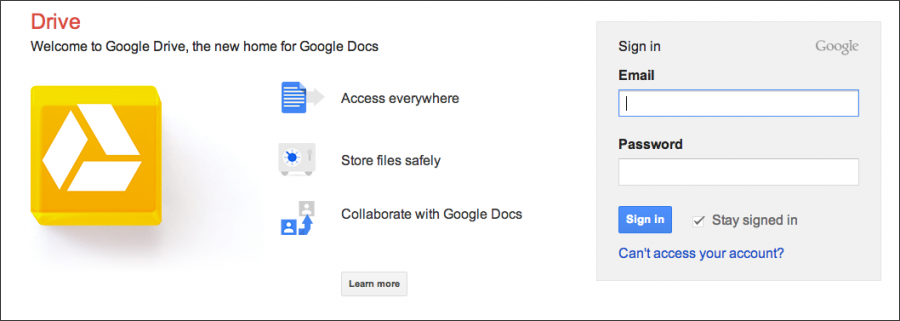 Drive
Welcome to Google Drive, the new home for Google Docs
Access everywhere
Store files safely
Collaborate with Google Docs
Learn more
Sign in
Google
Email
Password
Sign in
Stay signed in
Can't access your account?